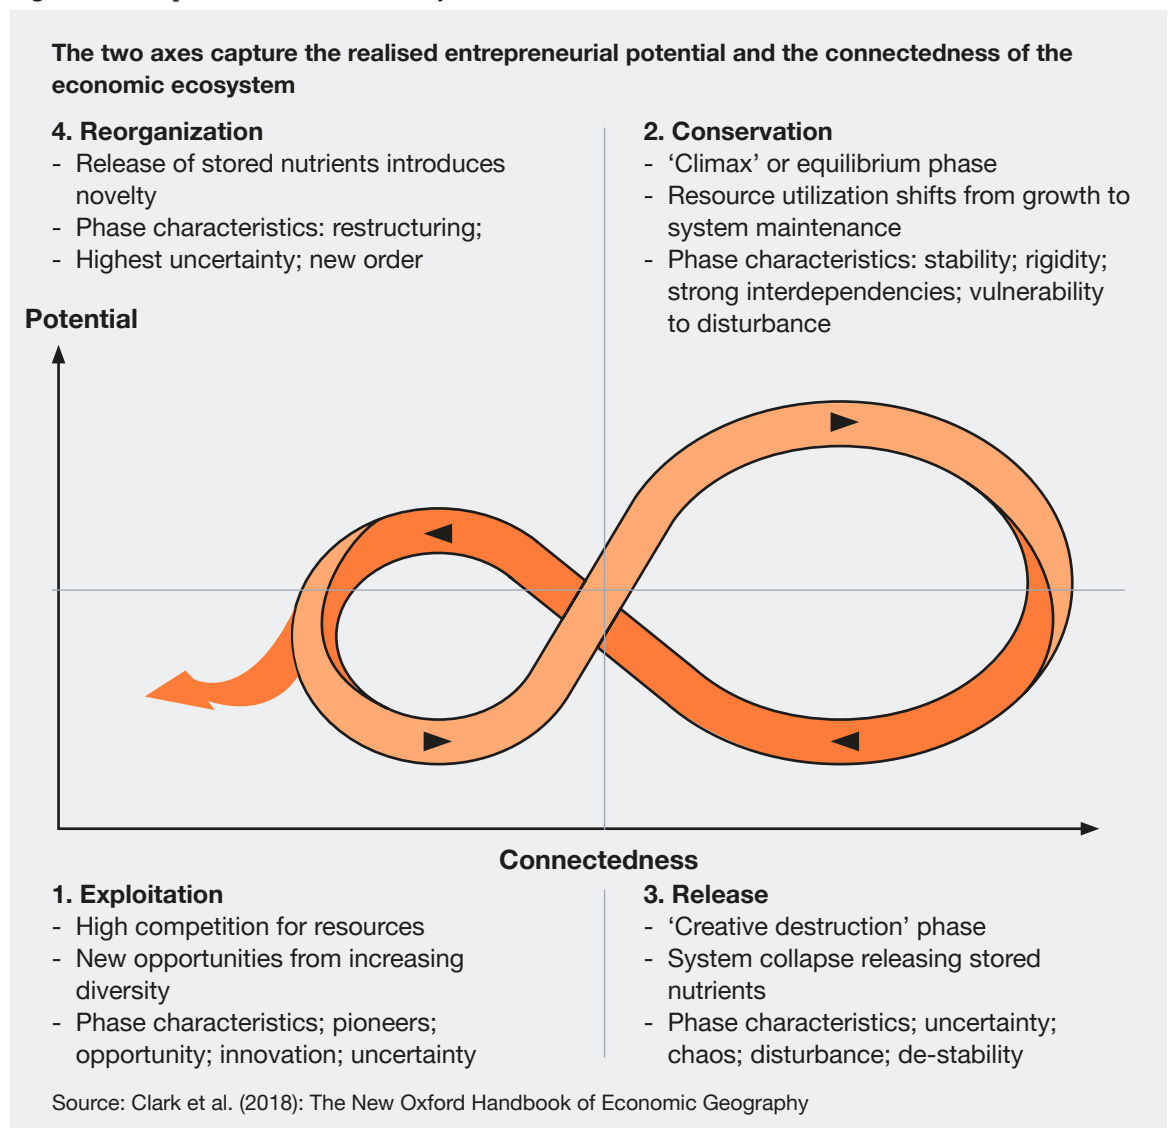 The two axes capture the realised entrepreneurial potential and the connectedness of the
economic ecosystem
4. Reorganization
- Release of stored nutrients introduces
novelty
- Phase characteristics: restructuring;
- Highest uncertainty; new order
2. Conservation
- ‘Climax’ or equilibrium phase
- Resource utilization shifts from growth to
system maintenance
- Phase characteristics: stability; rigidity;
strong interdependencies; vulnerability
to disturbance
Potential
Connectedness
1. Exploitation
- High competition for resources
- New opportunities from increasing
diversity
- Phase characteristics; pioneers;
opportunity; innovation; uncertainty
3. Release
- ‘Creative destruction’ phase
- System collapse releasing stored
nutrients
- Phase characteristics; uncertainty;
chaos; disturbance; de-stability
Source: Clark et al. (2018): The New Oxford Handbook of Economic Geography